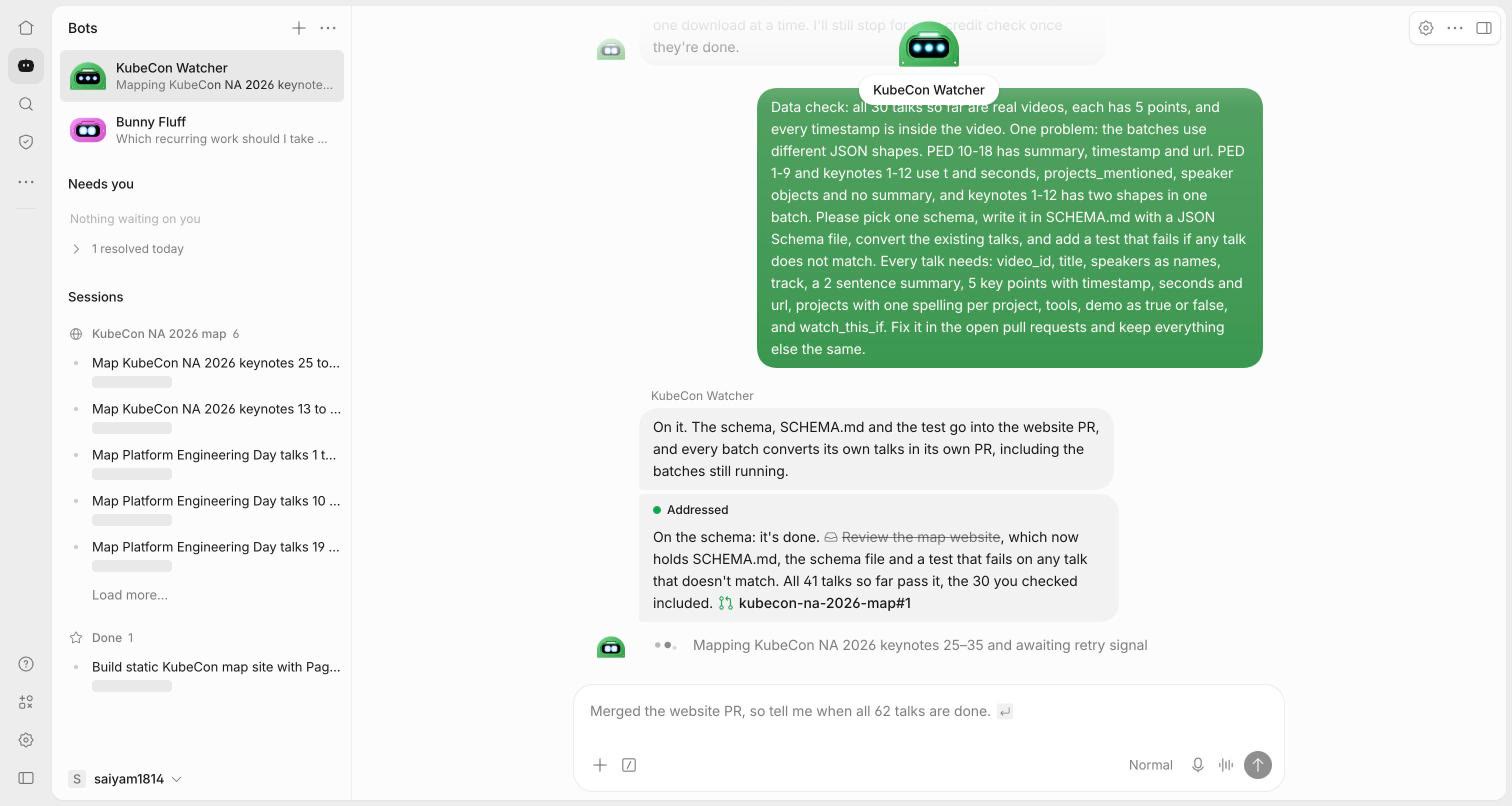 Bots
KubeCon Watcher
Mapping KubeCon NA 2026 keynote...
Bunny Fluff
Which recurring work should I take ...
Needs you
Nothing waiting on you
1 resolved today
Sessions
KubeCon NA 2026 map 6
Map KubeCon NA 2026 keynotes 25 to...
Map KubeCon NA 2026 keynotes 13 to ...
Map Platform Engineering Day talks 1 t...
Map Platform Engineering Day talks 10 ...
Map Platform Engineering Day talks 19 ...
Load more...
Done 1
Build static KubeCon map site with Pag...
S saiyam1814
one download at a time. I'll still stop for credit check once
they're done.
KubeCon Watcher
Data check: all 30 talks so far are real videos, each has 5 points, and
every timestamp is inside the video. One problem: the batches use
different JSON shapes. PED 10-18 has summary, timestamp and url. PED
1-9 and keynotes 1-12 use t and seconds, projects_mentioned, speaker
objects and no summary, and keynotes 1-12 has two shapes in one
batch. Please pick one schema, write it in SCHEMA.md with a JSON
Schema file, convert the existing talks, and add a test that fails if any talk
does not match. Every talk needs: video_id, title, speakers as names,
track, a 2 sentence summary, 5 key points with timestamp, seconds and
url, projects with one spelling per project, tools, demo as true or false,
and watch_this_if. Fix it in the open pull requests and keep everything
else the same.
KubeCon Watcher
On it. The schema, SCHEMA.md and the test go into the website PR,
and every batch converts its own talks in its own PR, including the
batches still running.
Addressed
On the schema: it's done. Review the map website, which now
holds SCHEMA.md, the schema file and a test that fails on any talk
that doesn't match. All 41 talks so far pass it, the 30 you checked
included. kubecon-na-2026-map#1
Mapping KubeCon NA 2026 keynotes 25–35 and awaiting retry signal
Merged the website PR, so tell me when all 62 talks are done.
Normal